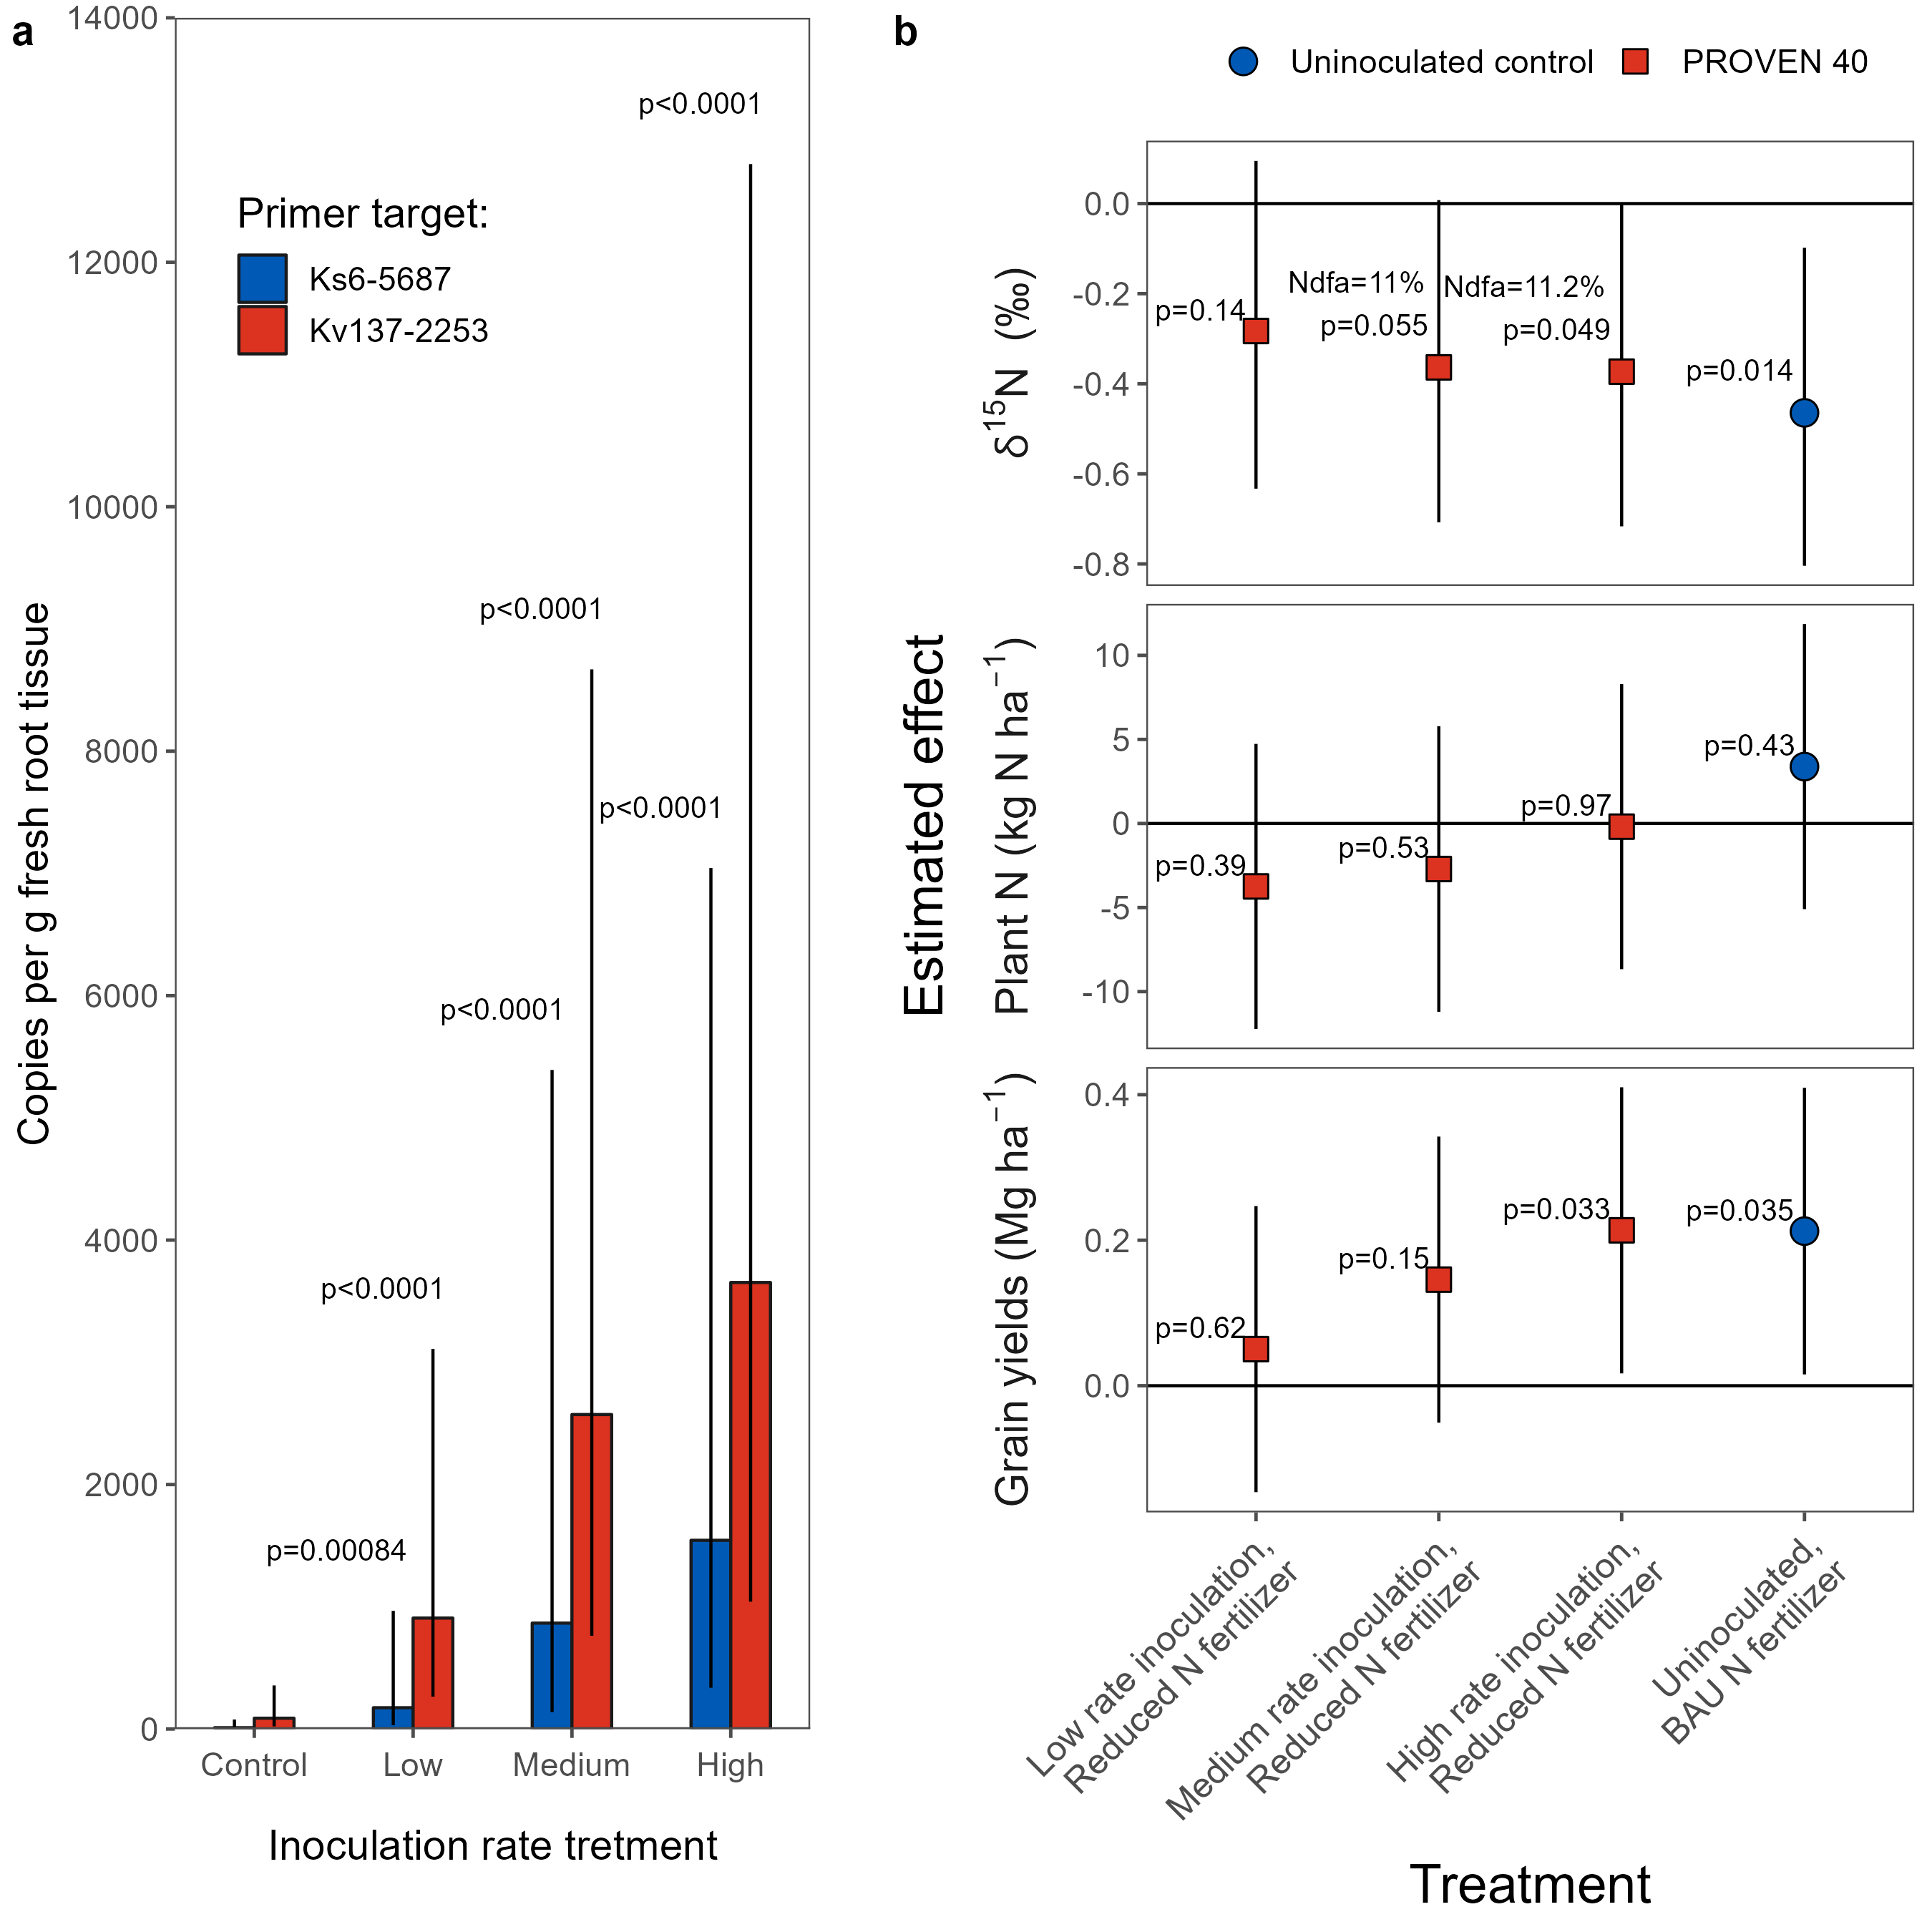 a
14000
12000
10000
8000
6000
4000
2000
0
Copies per g fresh root tissue
Primer target:
Ks6-5687
Kv137-2253
p=0.00084
p<0.0001
p<0.0001
p<0.0001
p<0.0001
p<0.0001
Control
Low
Medium
High
Inoculation rate tretment
b
Uninoculated control
PROVEN 40
Estimated effect
δ¹⁵N (‰)
0.0
-0.2
-0.4
-0.6
-0.8
p=0.14
Ndfa=11%
p=0.055
Ndfa=11.2%
p=0.049
p=0.014
Plant N (kg N ha⁻¹)
10
5
0
-5
-10
p=0.39
p=0.53
p=0.97
p=0.43
Grain yields (Mg ha⁻¹)
0.4
0.2
0.0
p=0.62
p=0.15
p=0.033
p=0.035
Low rate inoculation,
Reduced N fertilizer
Medium rate inoculation,
Reduced N fertilizer
High rate inoculation,
Reduced N fertilizer
Uninoculated,
BAU N fertilizer
Treatment